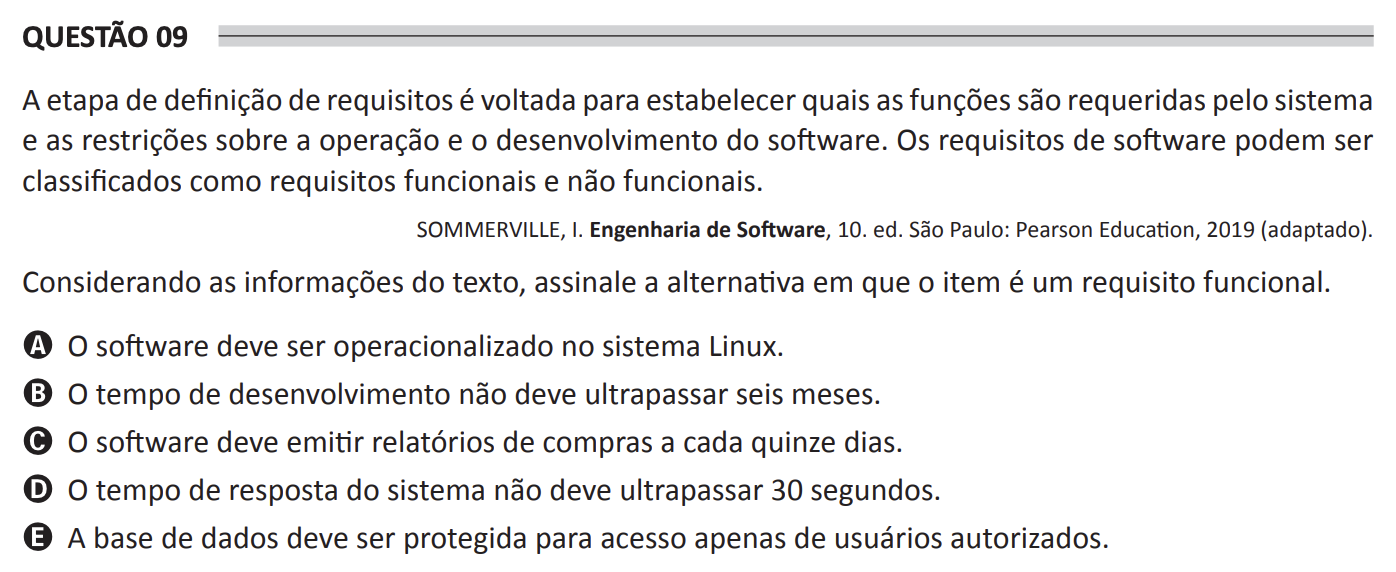 QUESTÃO 09
A etapa de definição de requisitos é voltada para estabelecer quais as funções são requeridas pelo sistema
e as restrições sobre a operação e o desenvolvimento do software. Os requisitos de software podem ser
classificados como requisitos funcionais e não funcionais.
SOMMERVILLE, I. Engenharia de Software, 10. ed. São Paulo: Pearson Education, 2019 (adaptado).
Considerando as informações do texto, assinale a alternativa em que o item é um requisito funcional.
A O software deve ser operacionalizado no sistema Linux.
B O tempo de desenvolvimento não deve ultrapassar seis meses.
C O software deve emitir relatórios de compras a cada quinze dias.
D O tempo de resposta do sistema não deve ultrapassar 30 segundos.
E A base de dados deve ser protegida para acesso apenas de usuários autorizados.